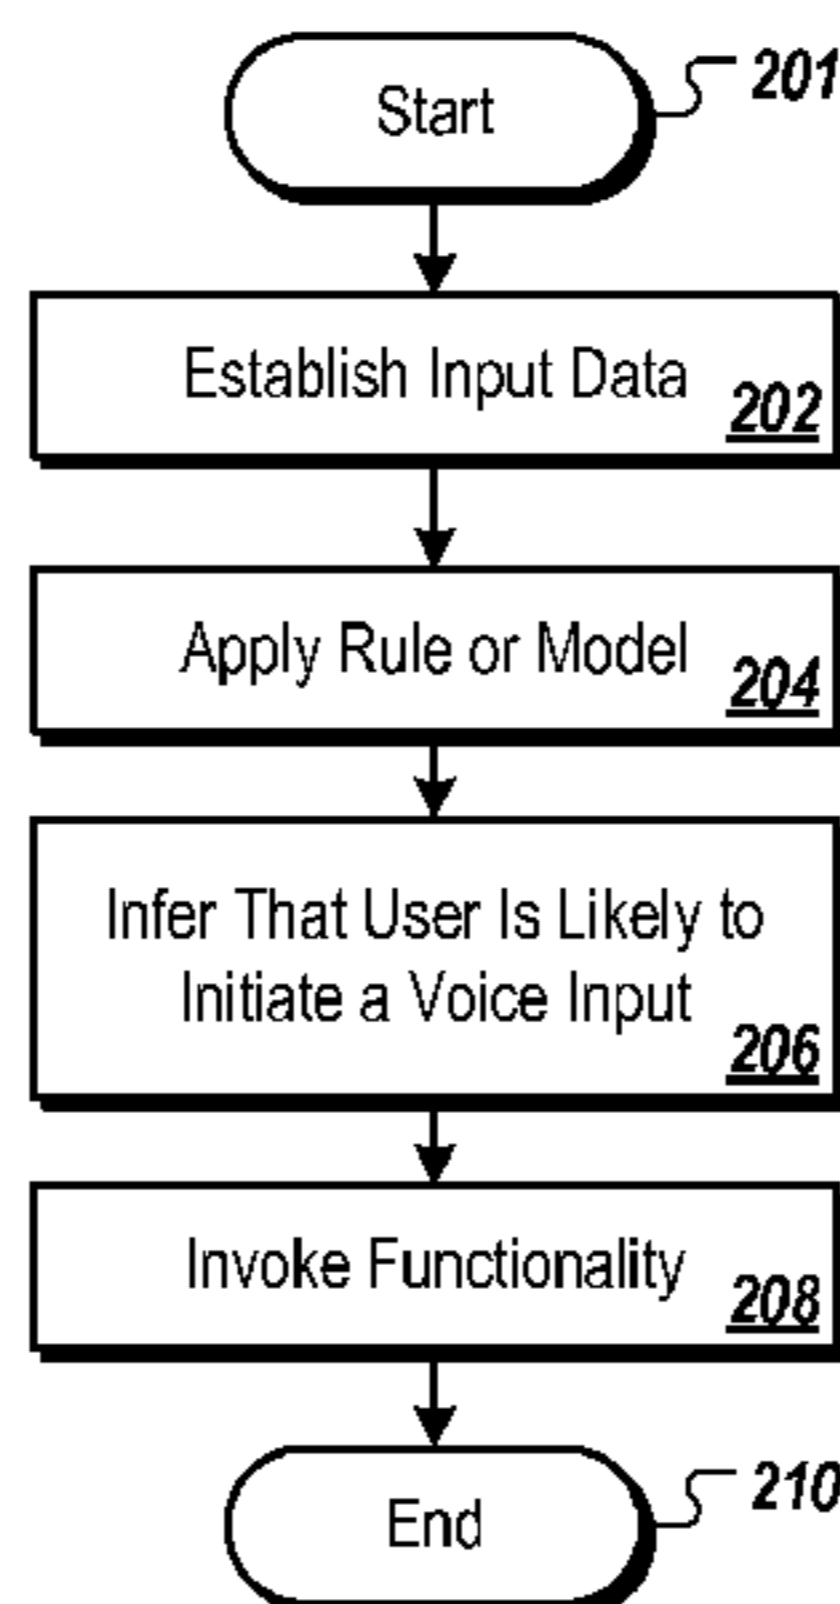 Start
201
Establish Input Data
202
Apply Rule or Model
204
Infer That User Is Likely to
Initiate a Voice Input
206
Invoke Functionality
208
End
210